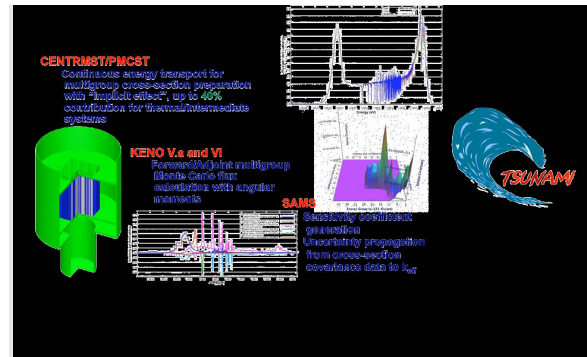 CENTRMST/PMCST
Continuous energy transport for
multigroup cross-section preparation
with "implicit effect", up to 40%
contribution for thermal/intermediate
systems
KENO V.a and VI
Forward/Adjoint multigroup
Monte Carlo flux
calculation with angular
moments
SAMS
Sensitivity coefficient
generation
Uncertainty propagation
from cross-section
covariance data to keff
TSUNAMI